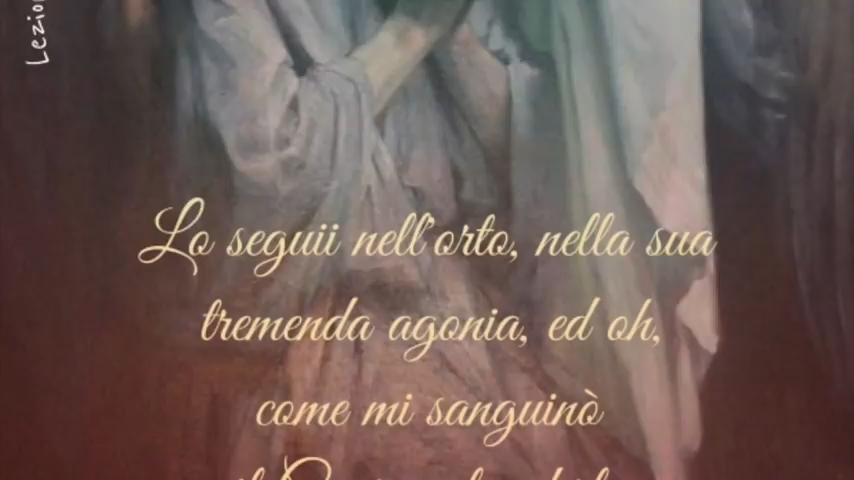 Lo seguii nell'orto, nella sua
tremenda agonia, ed oh,
come mi sanguinò